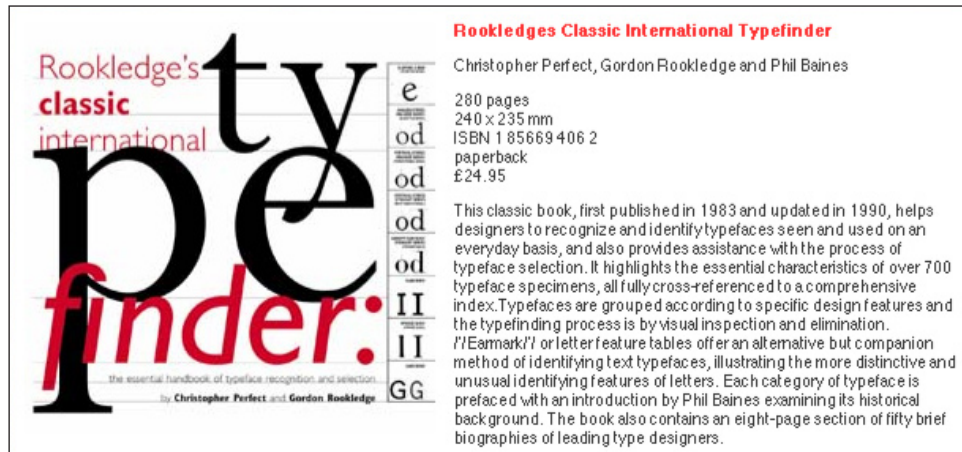 Rookledge's
classic
international
type
finder:
the essential handbook of typeface recognition and selection
by Christopher Perfect and Gordon Rookledge
e
od
od
od
od
II
II
GG
Rookledges Classic International Typefinder
Christopher Perfect, Gordon Rookledge and Phil Baines
280 pages
240 x 235 mm
ISBN 1 85669 406 2
paperback
£24.95
This classic book, first published in 1983 and updated in 1990, helps
designers to recognize and identify typefaces seen and used on an
everyday basis, and also provides assistance with the process of
typeface selection. It highlights the essential characteristics of over 700
typeface specimens, all fully cross-referenced to a comprehensive
index.Typefaces are grouped according to specific design features and
the typefinding process is by visual inspection and elimination.
/'/Earmark/'/ or letter feature tables offer an alternative but companion
method of identifying text typefaces, illustrating the more distinctive and
unusual identifying features of letters. Each category of typeface is
prefaced with an introduction by Phil Baines examining its historical
background. The book also contains an eight-page section of fifty brief
biographies of leading type designers.